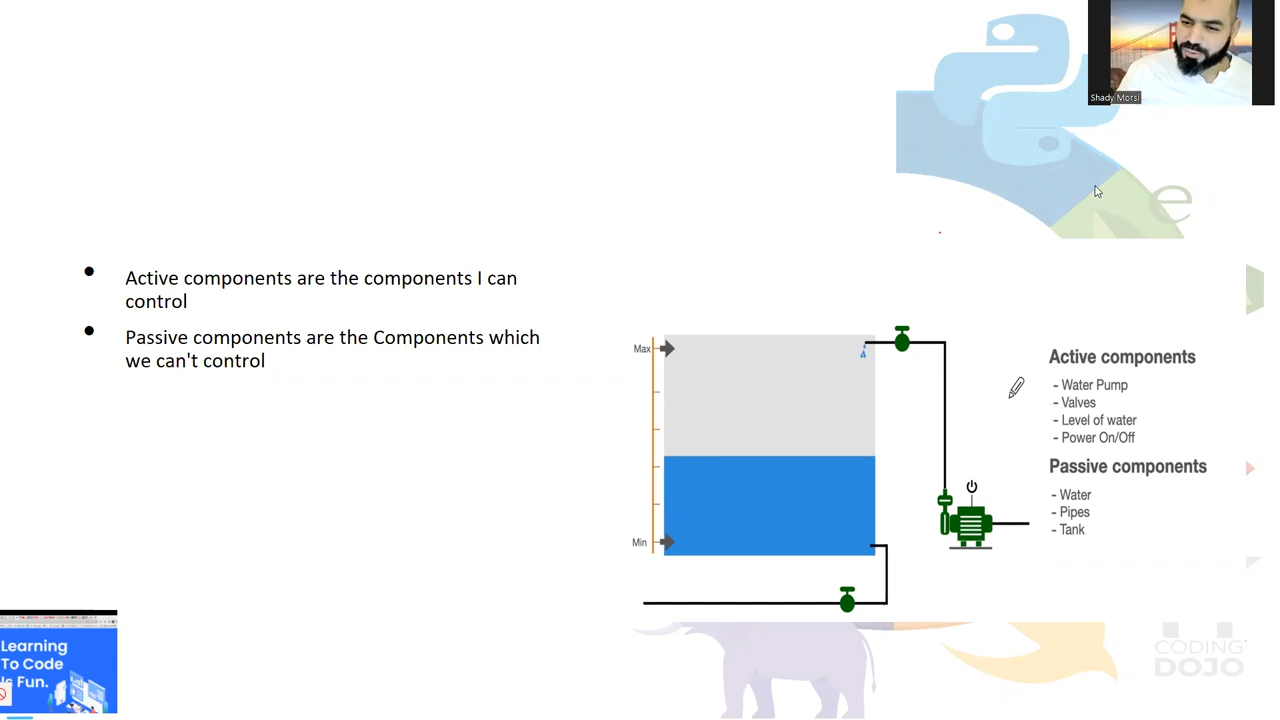 Shady Morsi
e
Active components are the components I can
control
Passive components are the Components which
we can't control
Max
Min
Active components
- Water Pump
- Valves
- Level of water
- Power On/Off
Passive components
- Water
- Pipes
- Tank
Learning
To Code
Is Fun.
CODING
DOJO